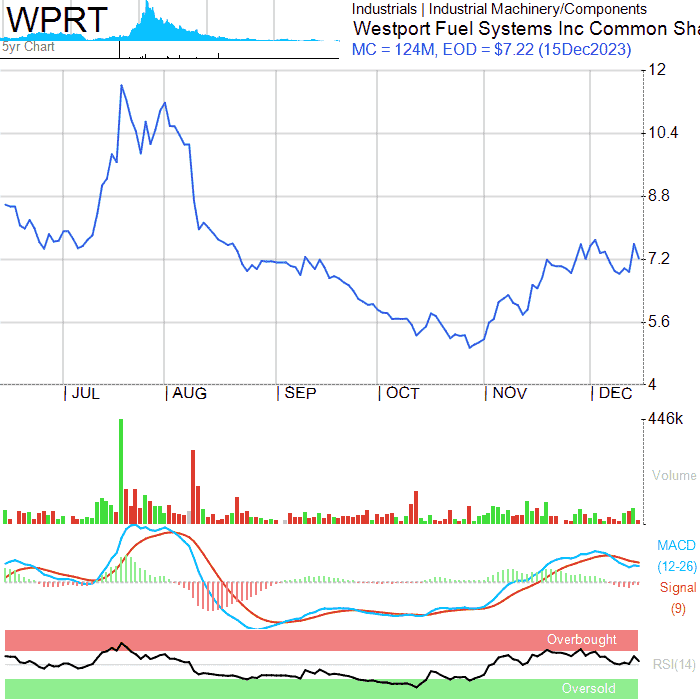 WPRT
5yr Chart
Industrials | Industrial Machinery/Components
Westport Fuel Systems Inc Common Sha
MC = 124M, EOD = $7.22 (15Dec2023)
12
10.4
8.8
7.2
5.6
4
JUL AUG SEP OCT NOV DEC
446k
Volume
MACD
(12-26)
Signal
(9)
Overbought
RSI(14)
Oversold